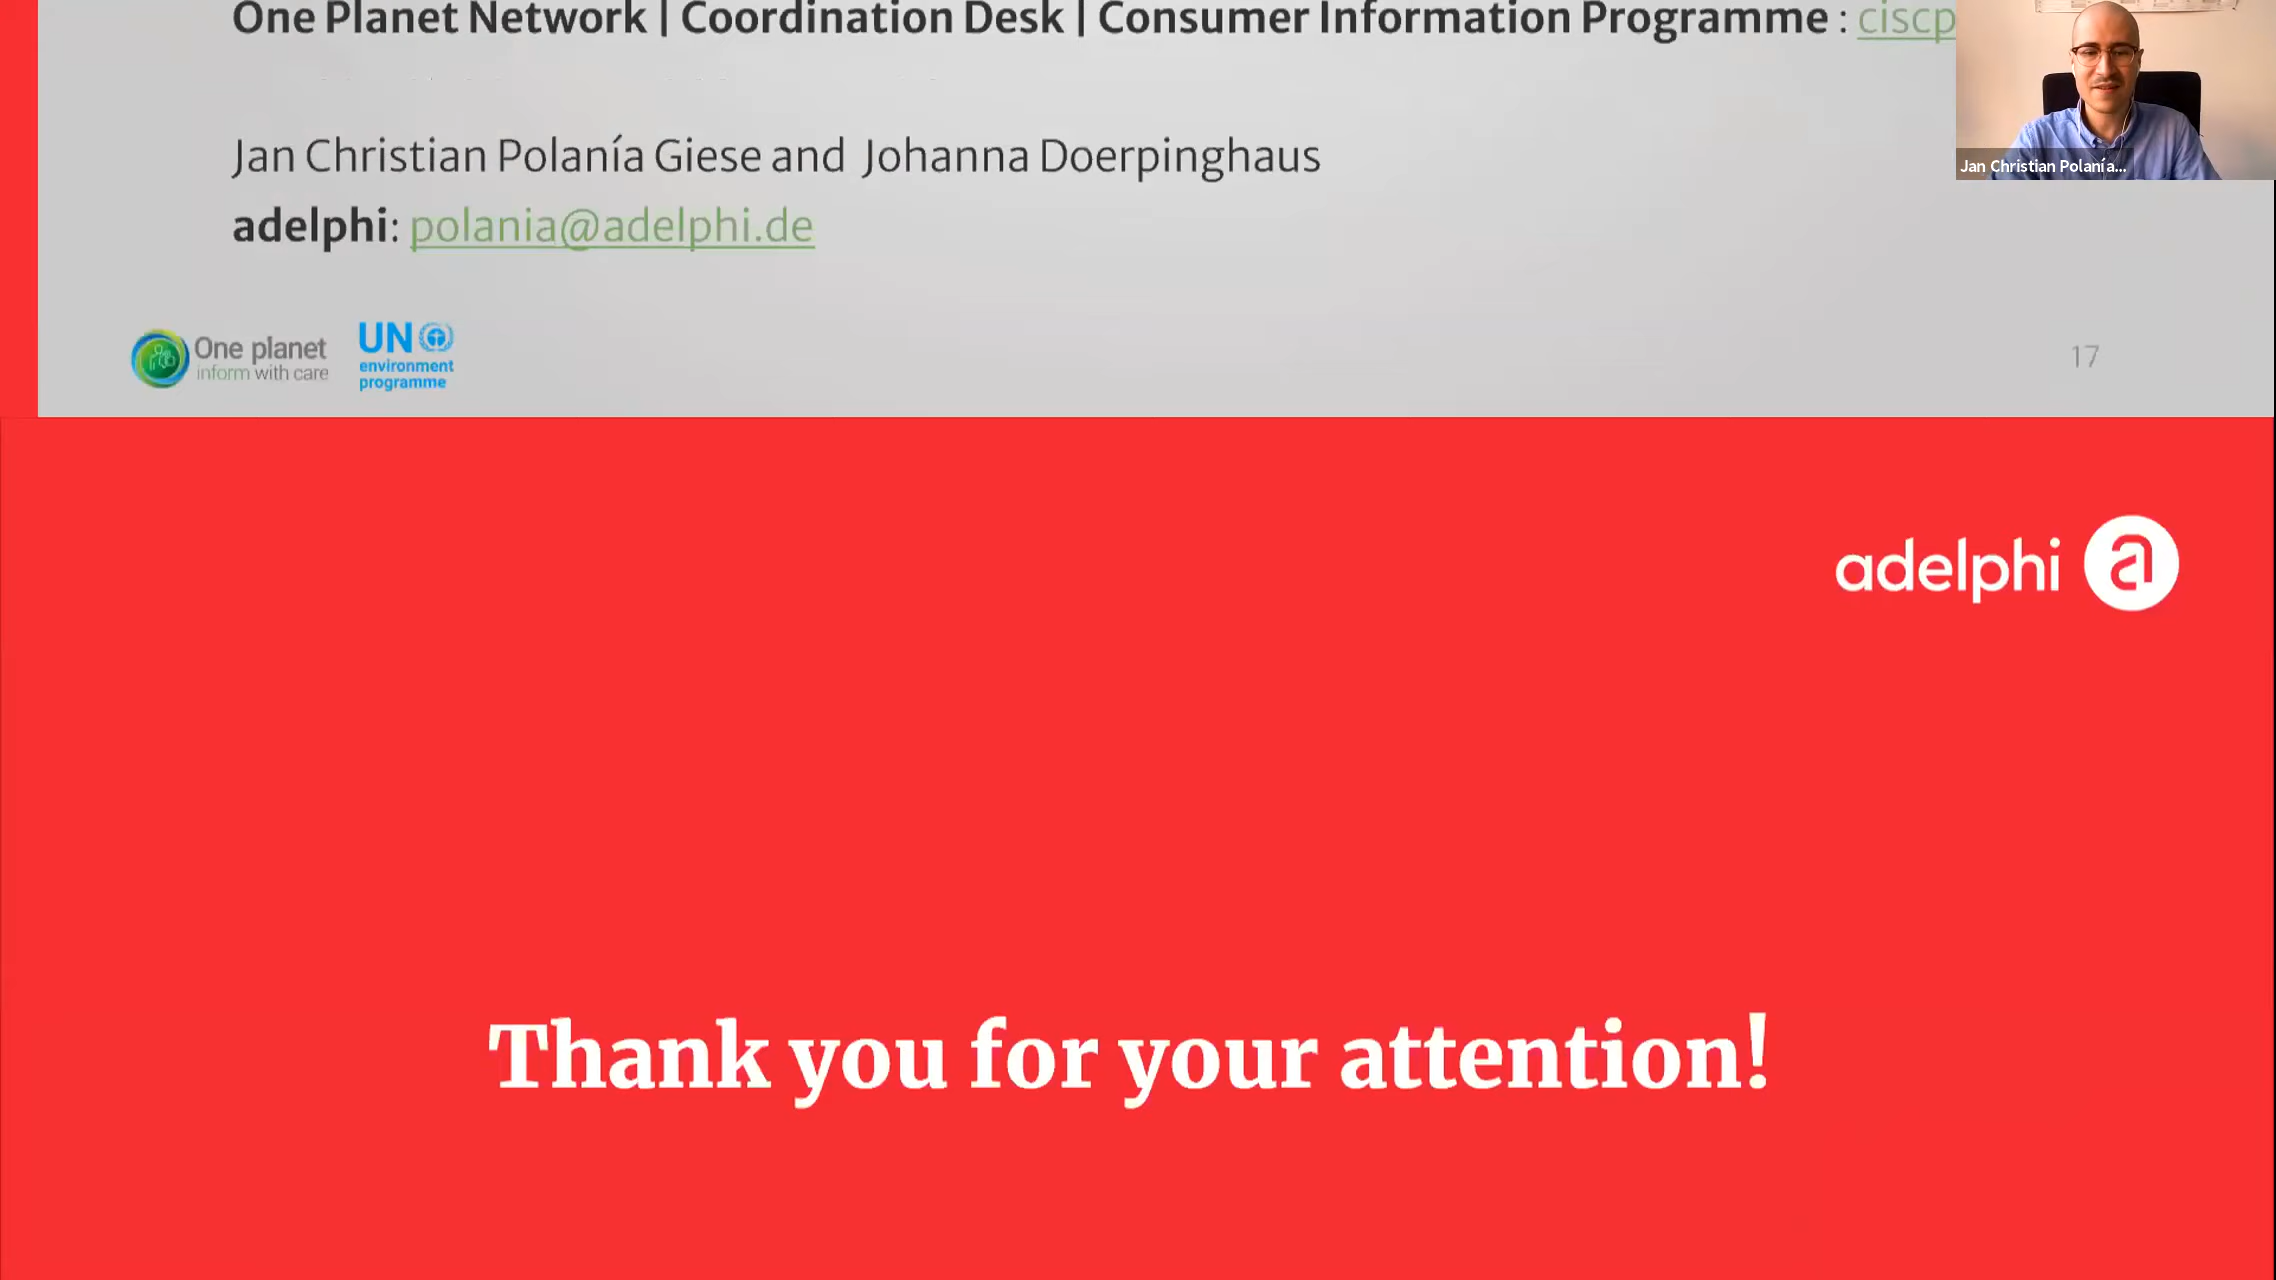 One Planet Network | Coordination Desk | Consumer Information Programme : ciscp
Jan Christian Polanía...
Jan Christian Polanía Giese and Johanna Doerpinghaus
adelphi: polania@adelphi.de
One planet
inform with care
UN
environment
programme
17
adelphi a
Thank you for your attention!